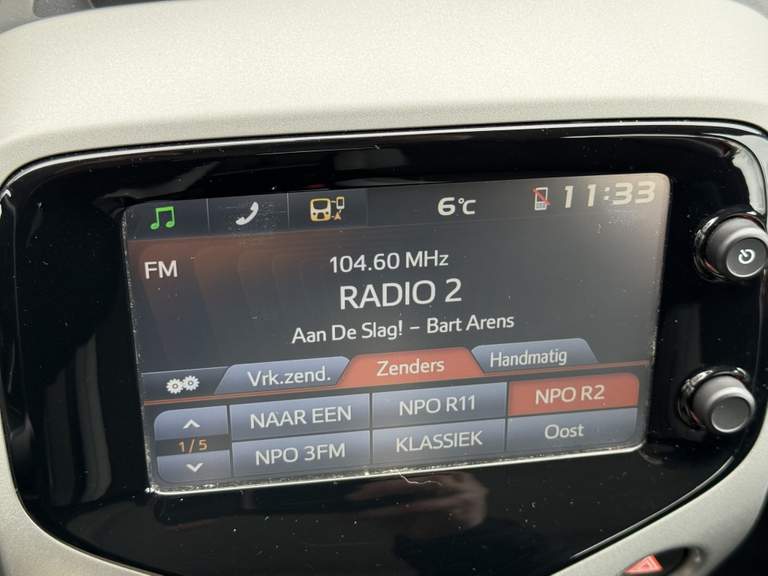 6°C 11:33
FM
104.60 MHz
RADIO 2
Aan De Slag! – Bart Arens
Vrk.zend. Zenders Handmatig
NAAR EEN NPO R11 NPO R2
1/5
NPO 3FM KLASSIEK Oost